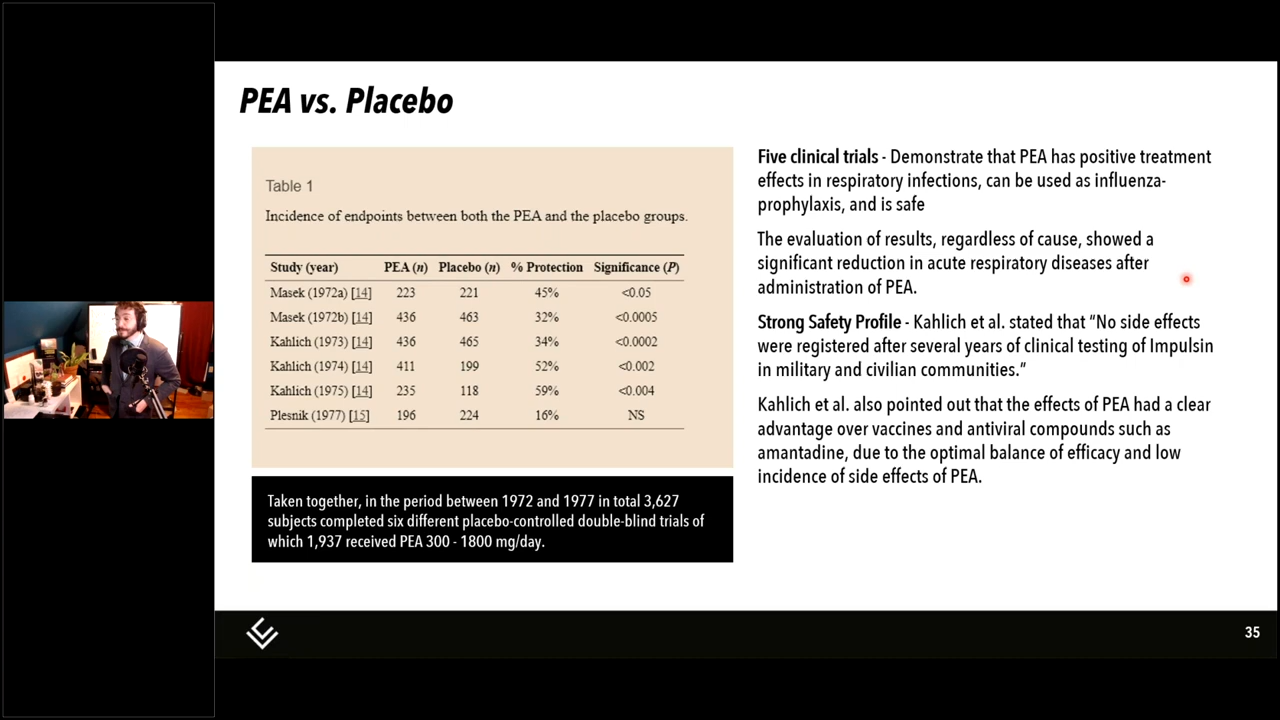 PEA vs. Placebo
Table 1
Incidence of endpoints between both the PEA and the placebo groups.
Study (year) PEA (n) Placebo (n) % Protection Significance (P)
Masek (1972a) [14] 223 221 45% <0.05
Masek (1972b) [14] 436 463 32% <0.0005
Kahlich (1973) [14] 436 465 34% <0.0002
Kahlich (1974) [14] 411 199 52% <0.002
Kahlich (1975) [14] 235 118 59% <0.004
Plesnik (1977) [15] 196 224 16% NS
Taken together, in the period between 1972 and 1977 in total 3,627
subjects completed six different placebo-controlled double-blind trials of
which 1,937 received PEA 300 - 1800 mg/day.
Five clinical trials - Demonstrate that PEA has positive treatment
effects in respiratory infections, can be used as influenza-
prophylaxis, and is safe
The evaluation of results, regardless of cause, showed a
significant reduction in acute respiratory diseases after
administration of PEA.
Strong Safety Profile - Kahlich et al. stated that “No side effects
were registered after several years of clinical testing of Impulsin
in military and civilian communities.”
Kahlich et al. also pointed out that the effects of PEA had a clear
advantage over vaccines and antiviral compounds such as
amantadine, due to the optimal balance of efficacy and low
incidence of side effects of PEA.
35